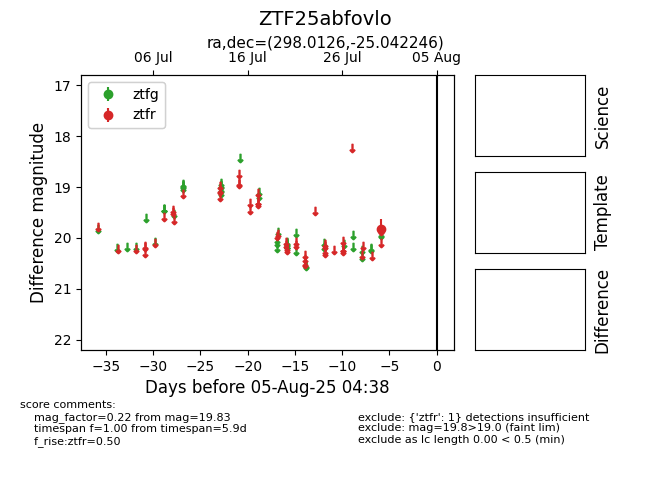 ZTF25abfovlo
ra,dec=(298.0126,-25.042246)
06 Jul
16 Jul
26 Jul
05 Aug
ztfg
ztfr
17
18
19
20
21
22
Difference magnitude
−35
−30
−25
−20
−15
−10
−5
0
Days before 05-Aug-25 04:38
Science
Template
Difference
score comments:
mag_factor=0.22 from mag=19.83
timespan f=1.00 from timespan=5.9d
f_rise:ztfr=0.50
exclude: {'ztfr': 1} detections insufficient
exclude: mag=19.8>19.0 (faint lim)
exclude as lc length 0.00 < 0.5 (min)